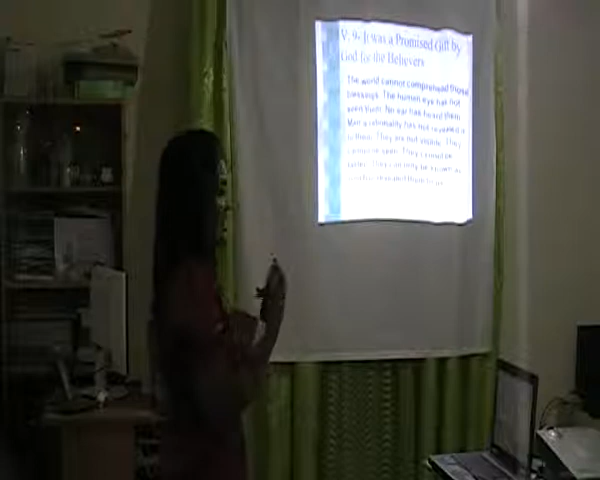 V. 9- It was a Promised Gift by
God for the Believers
The world cannot comprehend those
blessings. The human eye has not
seen them. No ear has heard them.
Man's rationality has not revealed it
to them. They are not visible. They
cannot be seen. They cannot be
They can only be known as